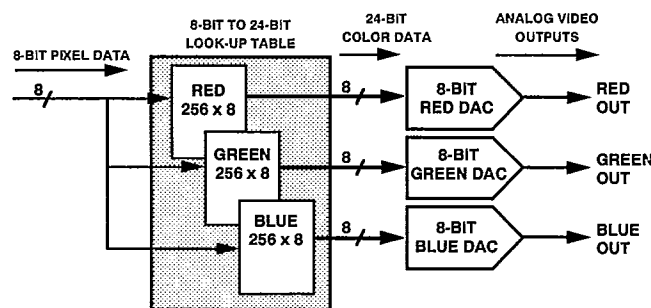 8-BIT PIXEL DATA
8
8-BIT TO 24-BIT
LOOK-UP TABLE
24-BIT
COLOR DATA
ANALOG VIDEO
OUTPUTS
RED
256 x 8
8
8-BIT
RED DAC
RED
OUT
GREEN
256 x 8
8
8-BIT
GREEN DAC
GREEN
OUT
BLUE
256 x 8
8
8-BIT
BLUE DAC
BLUE
OUT